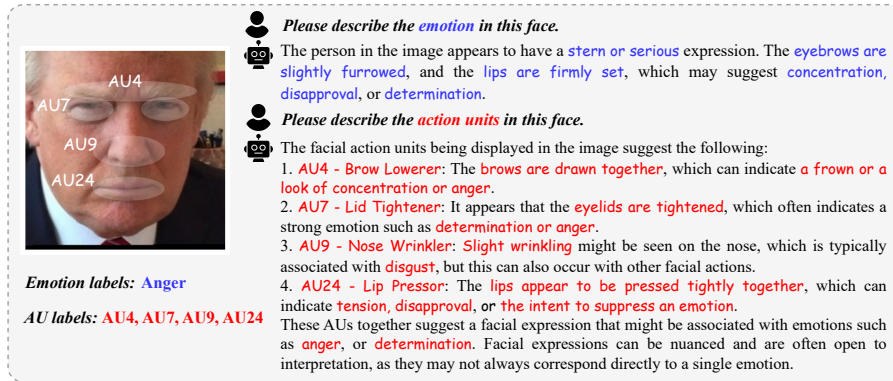 Please describe the emotion in this face.
The person in the image appears to have a stern or serious expression. The eyebrows are
slightly furrowed, and the lips are firmly set, which may suggest concentration,
disapproval, or determination.
Please describe the action units in this face.
The facial action units being displayed in the image suggest the following:
1. AU4 - Brow Lowerer: The brows are drawn together, which can indicate a frown or a
look of concentration or anger.
2. AU7 - Lid Tightener: It appears that the eyelids are tightened, which often indicates a
strong emotion such as determination or anger.
3. AU9 - Nose Wrinkler: Slight wrinkling might be seen on the nose, which is typically
associated with disgust, but this can also occur with other facial actions.
4. AU24 - Lip Pressor: The lips appear to be pressed tightly together, which can
indicate tension, disapproval, or the intent to suppress an emotion.
These AUs together suggest a facial expression that might be associated with emotions such
as anger, or determination. Facial expressions can be nuanced and are often open to
interpretation, as they may not always correspond directly to a single emotion.
AU4
AU7
AU9
AU24
Emotion labels: Anger
AU labels: AU4, AU7, AU9, AU24